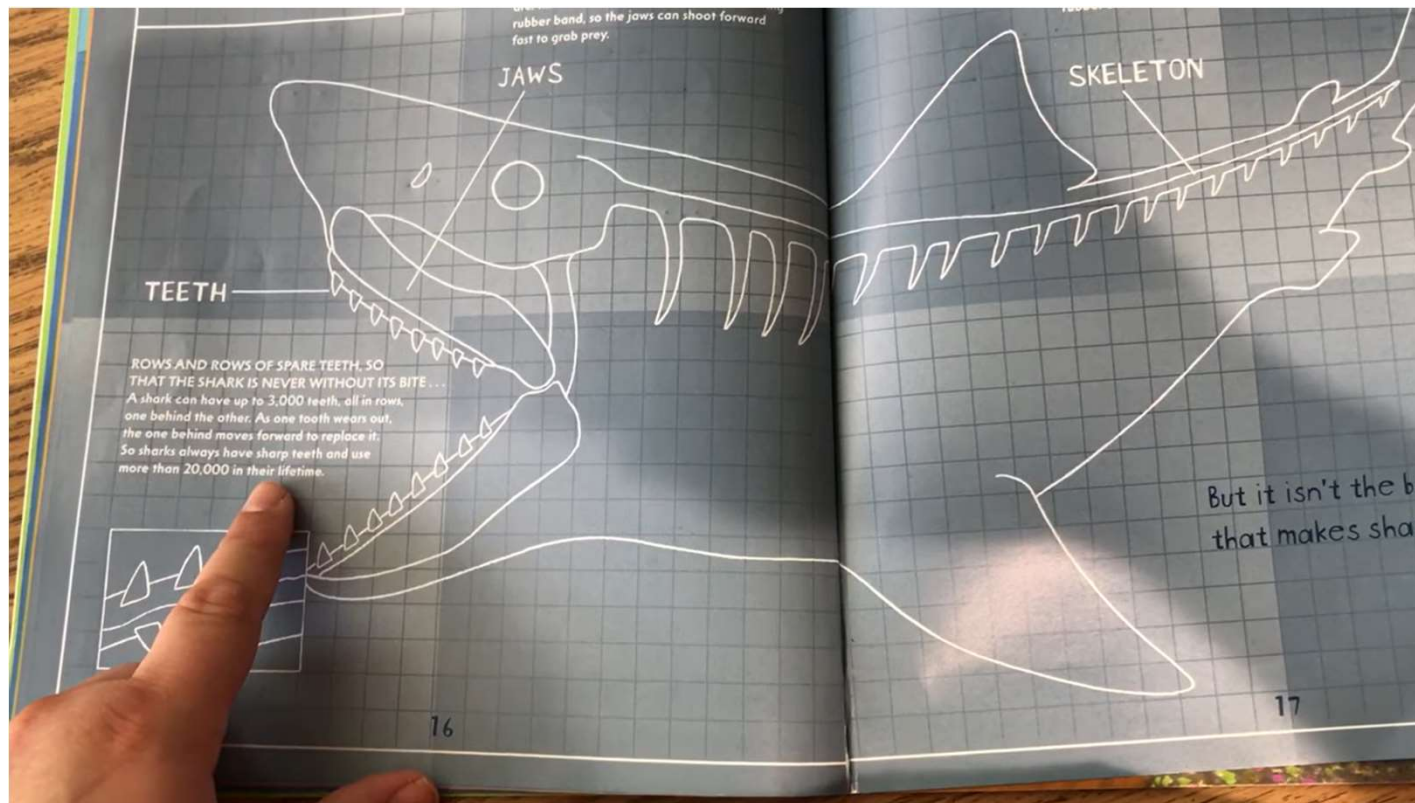 rubber band, so the jaws can shoot forward
fast to grab prey.
JAWS
SKELETON
TEETH
ROWS AND ROWS OF SPARE TEETH, SO
THAT THE SHARK IS NEVER WITHOUT ITS BITE...
A shark can have up to 3,000 teeth, all in rows,
one behind the other. As one tooth wears out,
the one behind moves forward to replace it.
So sharks always have sharp teeth and use
more than 20,000 in their lifetime.
But it isn't the b
that makes sha
16
17